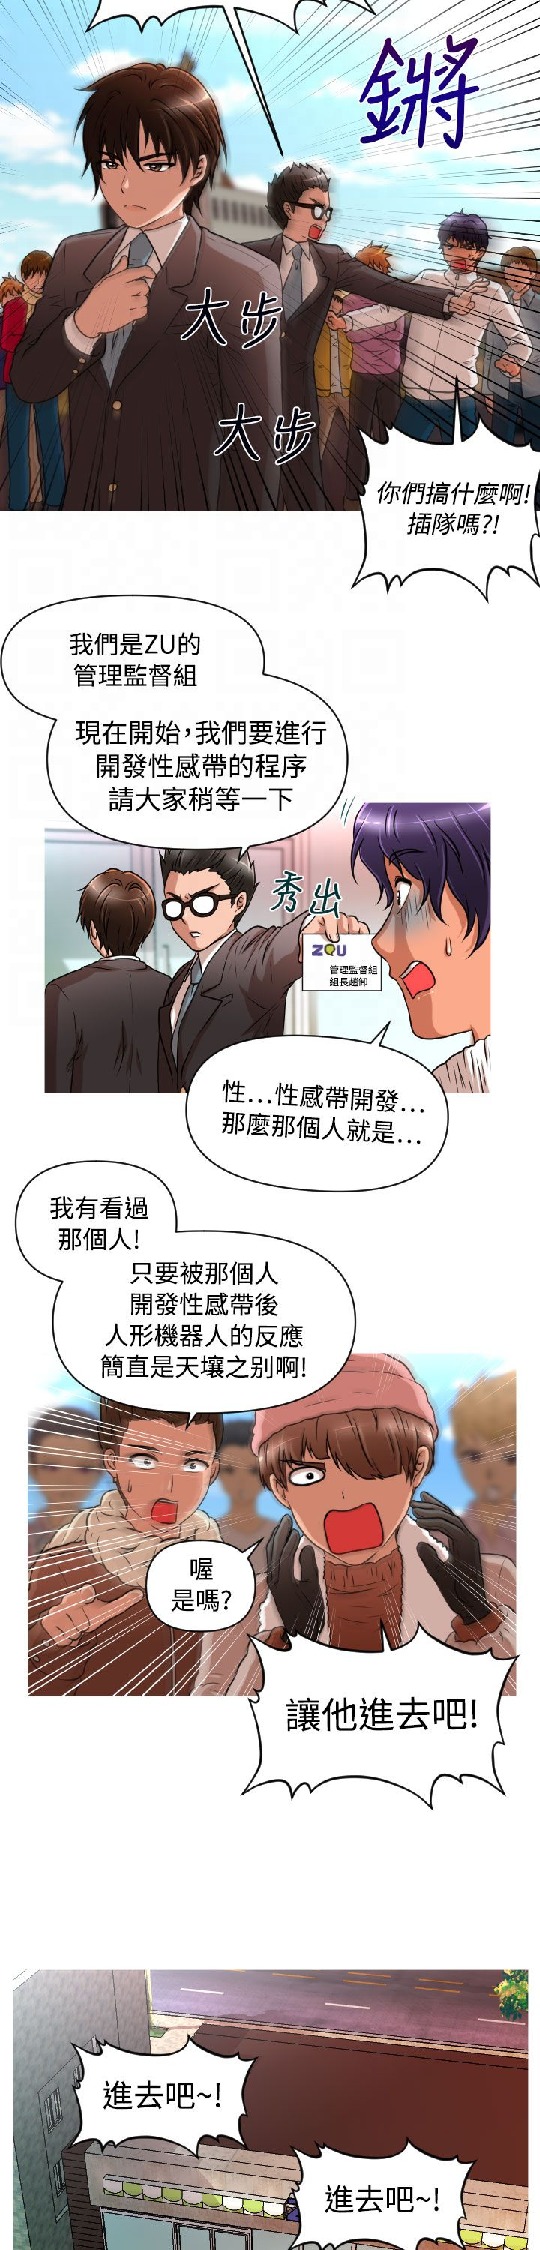 鏘
大步
大步
你們搞什麼啊!
插隊嗎?!
我們是ZU的
管理監督組
現在開始,我們要進行
開發性感帶的程序
請大家稍等一下
秀出
ZU
管理監督組
組長趙仰
性...性感帶開發...
那麼那個人就是...
我有看過
那個人!
只要被那個人
開發性感帶後
人形機器人的反應
簡直是天壤之別啊!
喔
是嗎?
讓他進去吧!
進去吧~!
進去吧~!